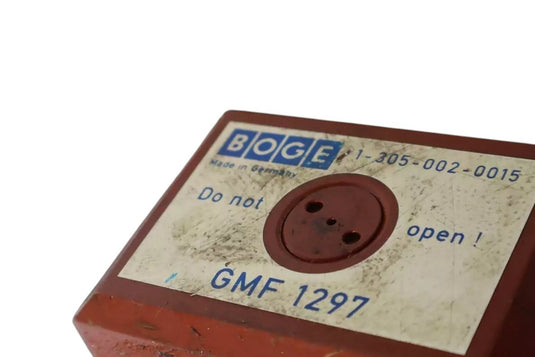 BOGE 1-305-002-0015
Made in Germany
Do not open !
GMF 1297